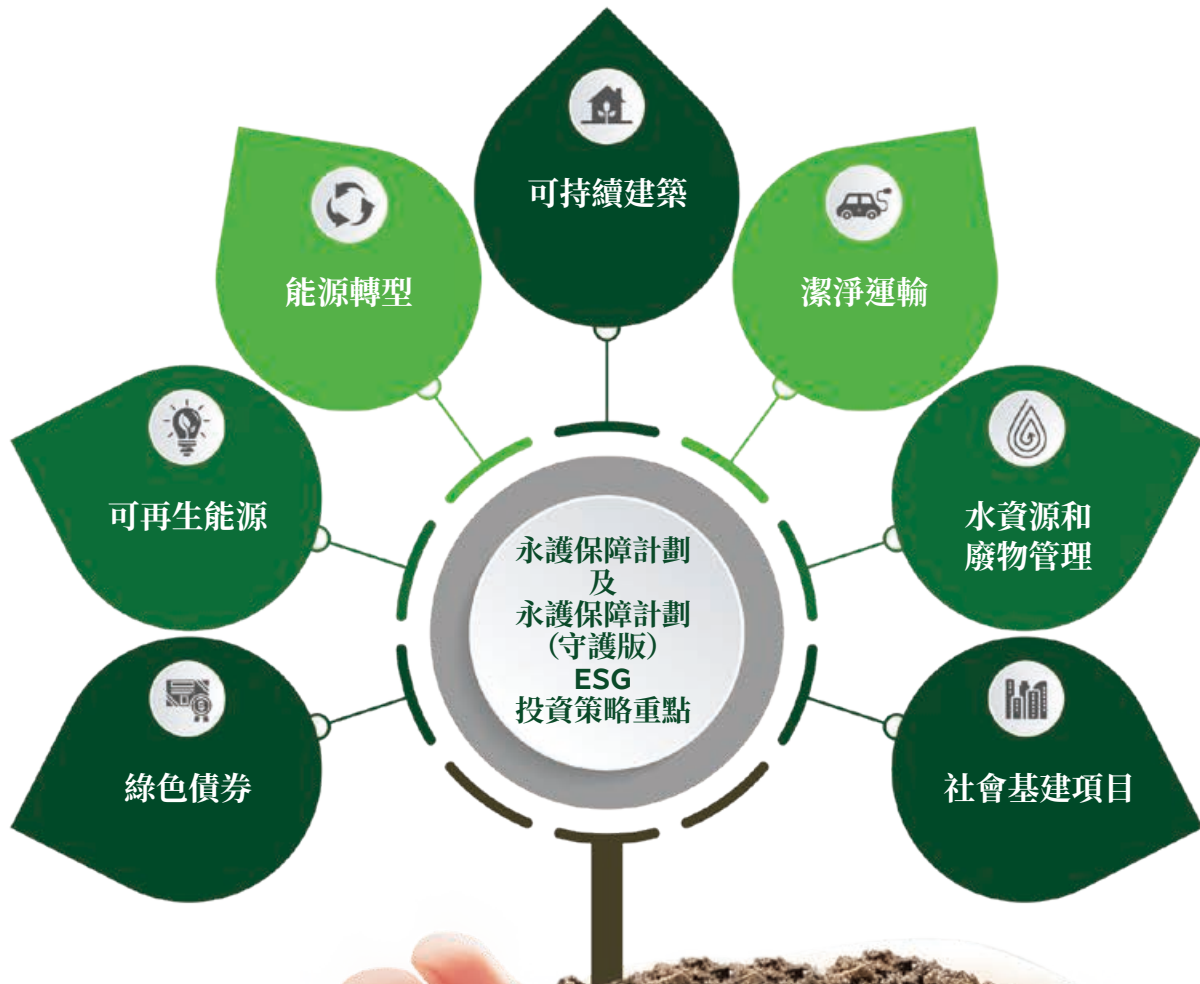 可持續建築
能源轉型
潔淨運輸
可再生能源
水資源和
廢物管理
永護保障計劃
及
永護保障計劃
(守護版)
ESG
投資策略重點
綠色債券
社會基建項目